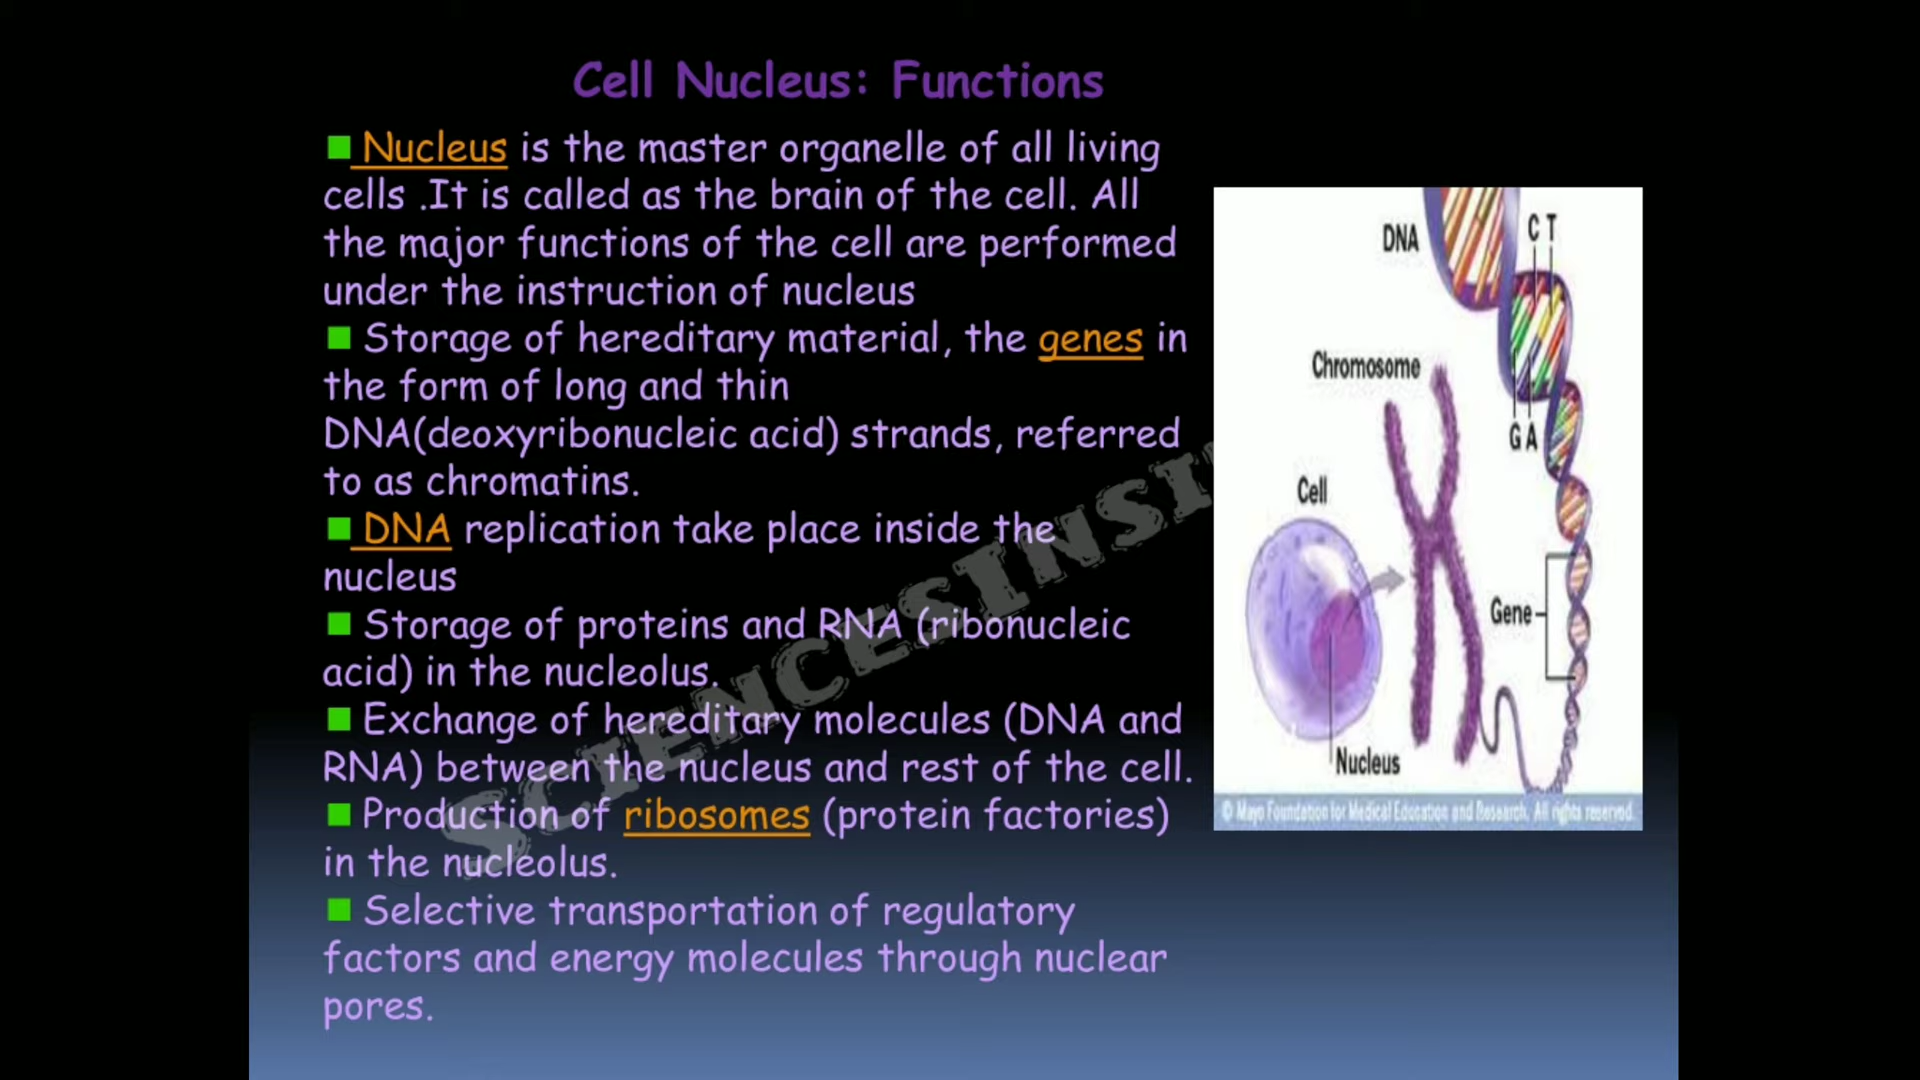 Cell Nucleus: Functions
Nucleus is the master organelle of all living
cells .It is called as the brain of the cell. All
the major functions of the cell are performed
under the instruction of nucleus
Storage of hereditary material, the genes in
the form of long and thin
DNA(deoxyribonucleic acid) strands, referred
to as chromatins.
DNA replication take place inside the
nucleus
Storage of proteins and RNA (ribonucleic
acid) in the nucleolus.
Exchange of hereditary molecules (DNA and
RNA) between the nucleus and rest of the cell.
Production of ribosomes (protein factories)
in the nucleolus.
Selective transportation of regulatory
factors and energy molecules through nuclear
pores.
SCIENCESINSI
DNA
C T
Chromosome
G A
Cell
Gene
Nucleus
© Mayo Foundation for Medical Education and Research. All rights reserved.